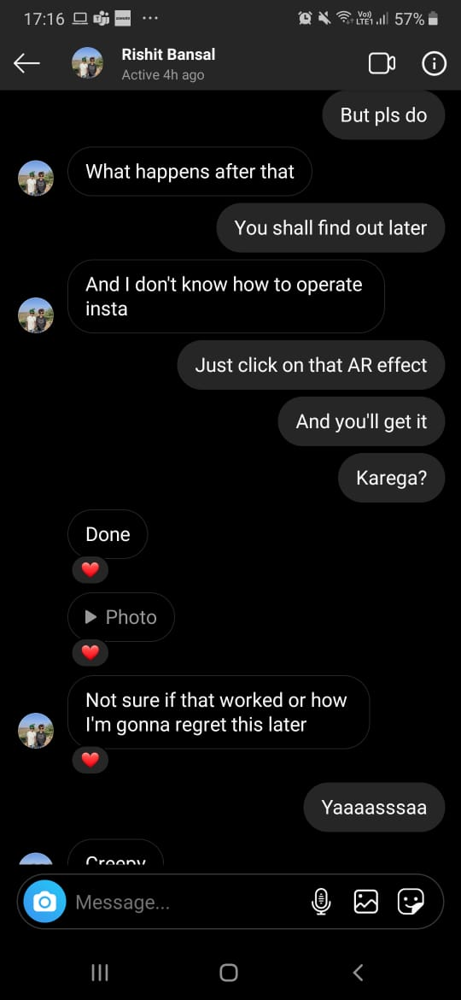 17:16
57%
Rishit Bansal
Active 4h ago
But pls do
What happens after that
You shall find out later
And I don't know how to operate
insta
Just click on that AR effect
And you'll get it
Karega?
Done
Photo
Not sure if that worked or how
I'm gonna regret this later
Yaaaasssaa
Creepy
Message...